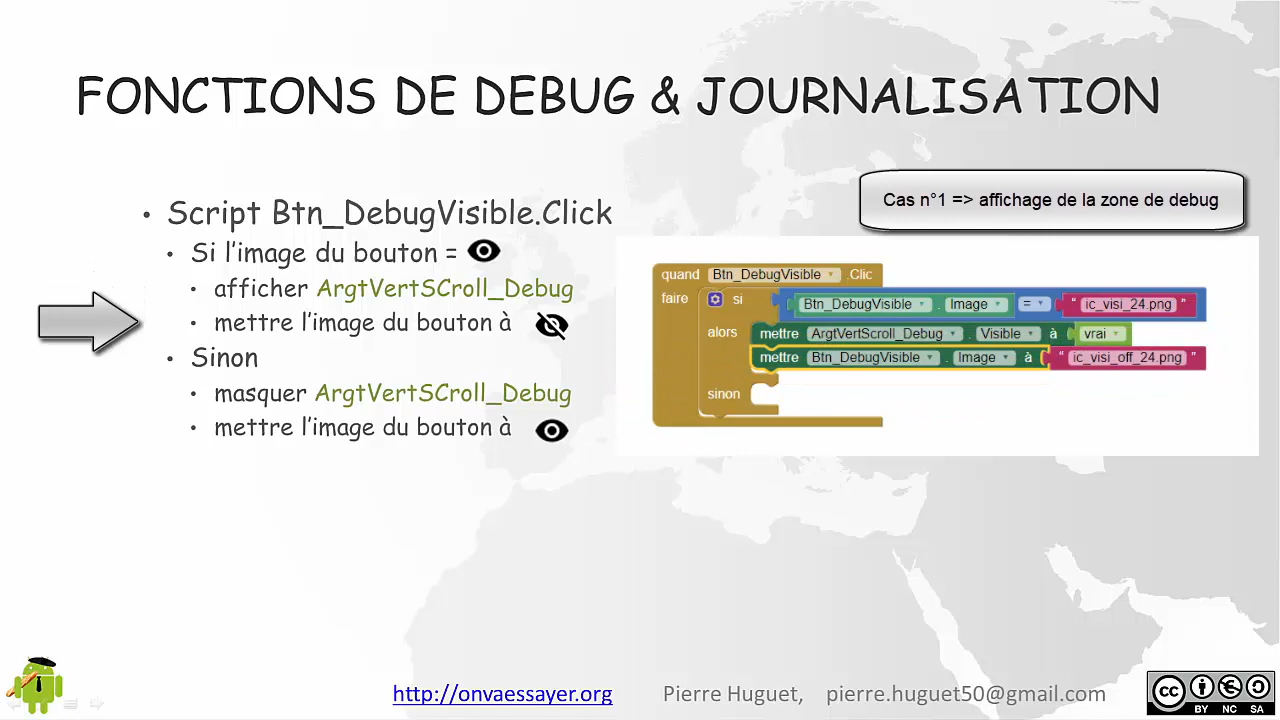 FONCTIONS DE DEBUG & JOURNALISATION
Cas n°1 => affichage de la zone de debug
• Script Btn_DebugVisible.Click
• Si l'image du bouton =
• afficher ArgtVertSCroll_Debug
• mettre l'image du bouton à
• Sinon
• masquer ArgtVertSCroll_Debug
• mettre l'image du bouton à
quand Btn_DebugVisible .Clic
faire si Btn_DebugVisible . Image = " ic_visi_24.png "
alors mettre ArgtVertScroll_Debug . Visible à vrai
mettre Btn_DebugVisible . Image à " ic_visi_off_24.png "
sinon
http://onvaessayer.org Pierre Huguet, pierre.huguet50@gmail.com
cc BY NC SA